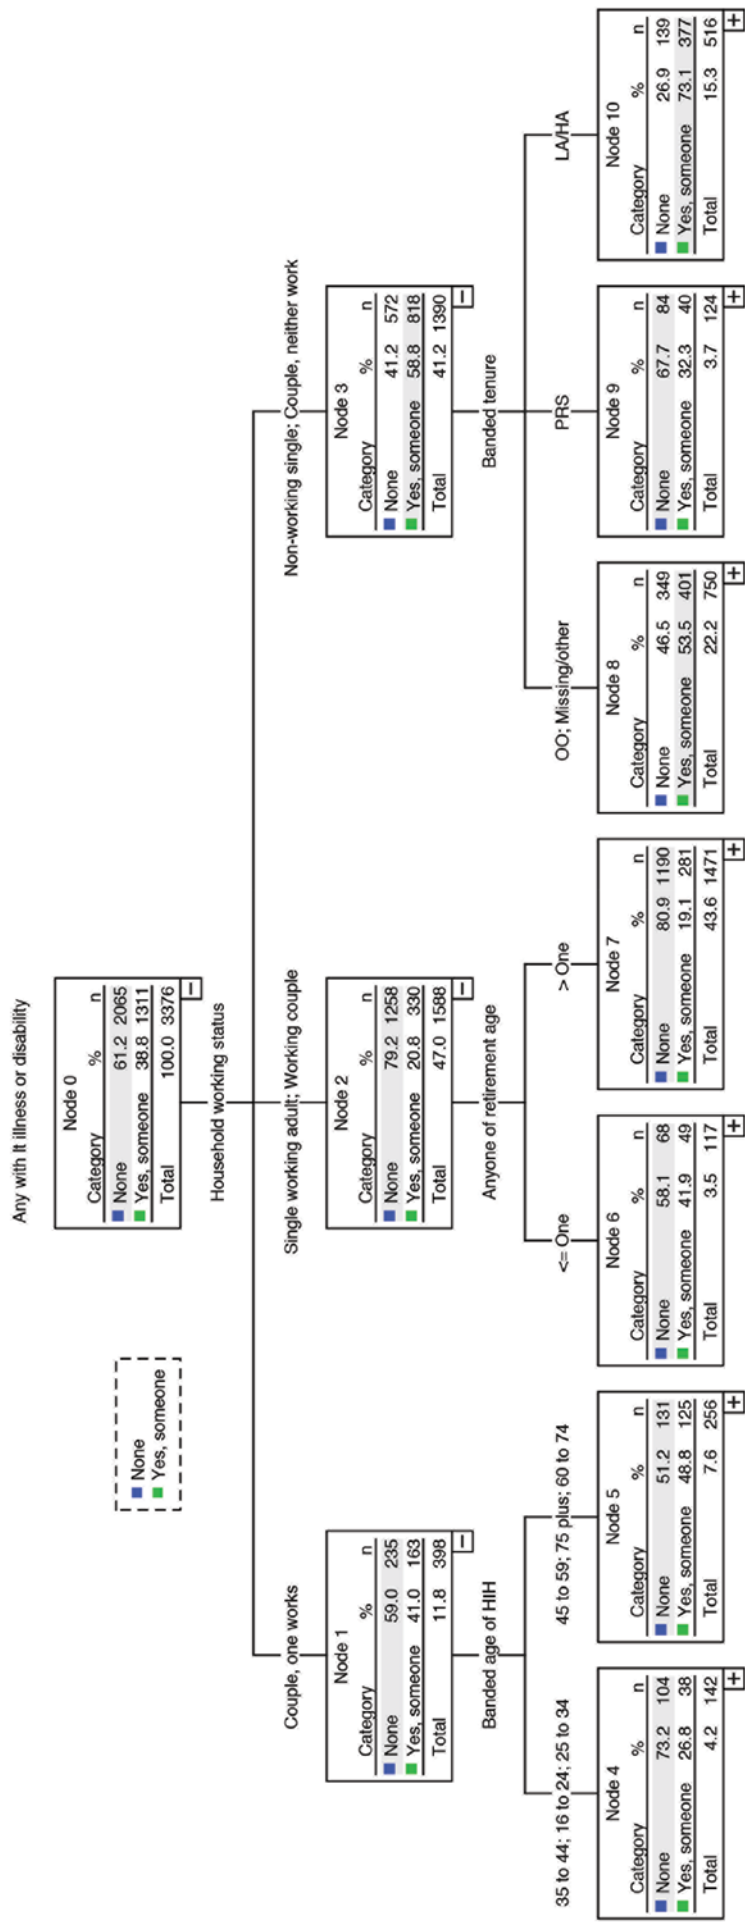 Any with lt illness or disability
None
Yes, someone
Node 0
Category % n
None 61.2 2065
Yes, someone 38.8 1311
Total 100.0 3376
−
Household working status
Couple, one works
Single working adult; Working couple
Non-working single; Couple, neither work
Node 1
Category % n
None 59.0 235
Yes, someone 41.0 163
Total 11.8 398
−
Node 2
Category % n
None 79.2 1258
Yes, someone 20.8 330
Total 47.0 1588
−
Node 3
Category % n
None 41.2 572
Yes, someone 58.8 818
Total 41.2 1390
−
Banded age of HIH
Anyone of retirement age
Banded tenure
35 to 44; 16 to 24; 25 to 34
45 to 59; 75 plus; 60 to 74
<= One
> One
OO; Missing/other
PRS
LA/HA
Node 4
Category % n
None 73.2 104
Yes, someone 26.8 38
Total 4.2 142
+
Node 5
Category % n
None 51.2 131
Yes, someone 48.8 125
Total 7.6 256
+
Node 6
Category % n
None 58.1 68
Yes, someone 41.9 49
Total 3.5 117
+
Node 7
Category % n
None 80.9 1190
Yes, someone 19.1 281
Total 43.6 1471
+
Node 8
Category % n
None 46.5 349
Yes, someone 53.5 401
Total 22.2 750
+
Node 9
Category % n
None 67.7 84
Yes, someone 32.3 40
Total 3.7 124
+
Node 10
Category % n
None 26.9 139
Yes, someone 73.1 377
Total 15.3 516
+